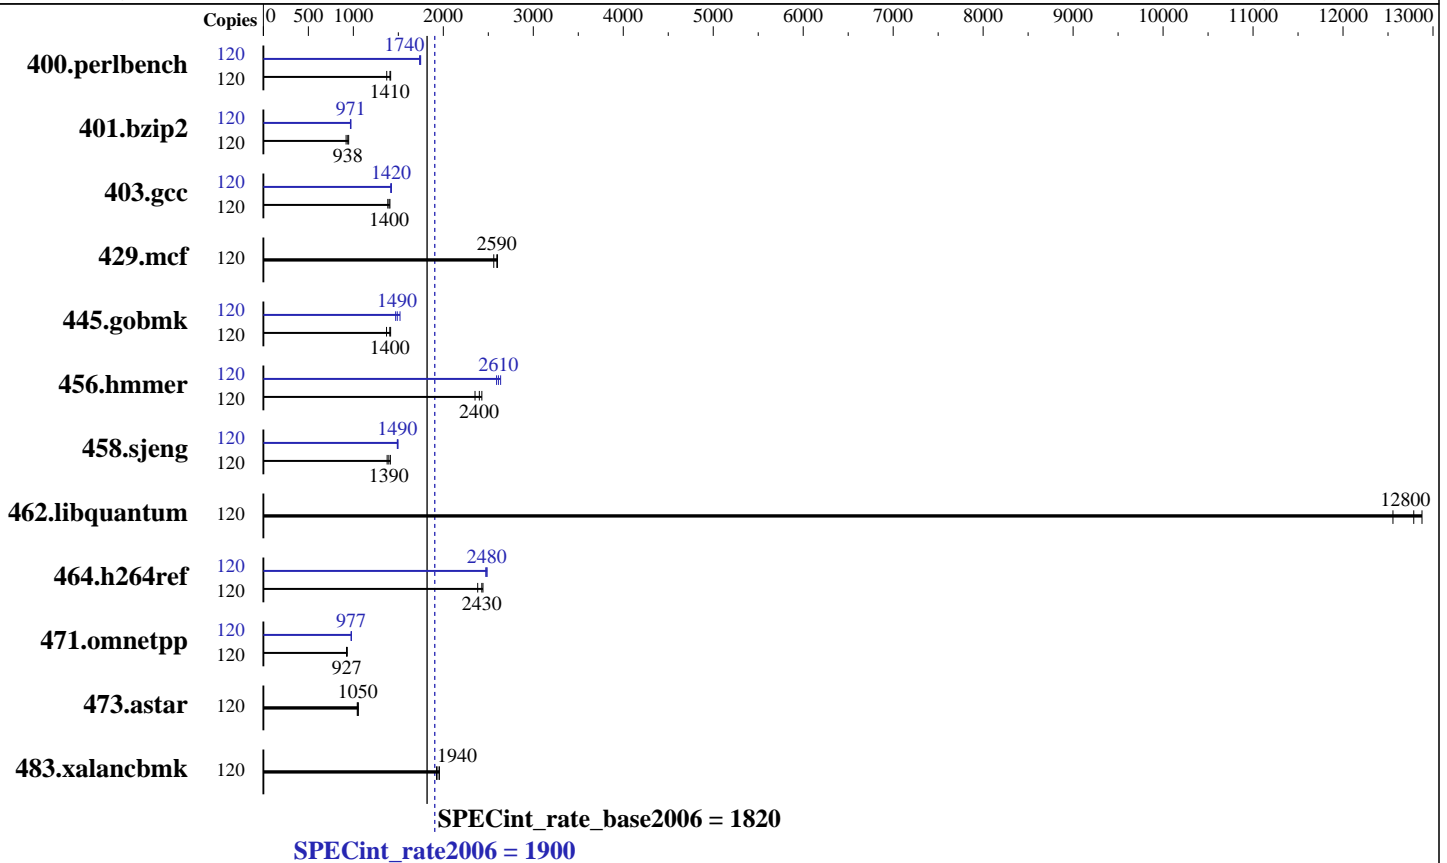 Copies 0 500 1000 2000 3000 4000 5000 6000 7000 8000 9000 10000 11000 12000 13000
400.perlbench 120 1740
120 1410
401.bzip2 120 971
120 938
403.gcc 120 1420
120 1400
429.mcf 120 2590
445.gobmk 120 1490
120 1400
456.hmmer 120 2610
120 2400
458.sjeng 120 1490
120 1390
462.libquantum 120 12800
464.h264ref 120 2480
120 2430
471.omnetpp 120 977
120 927
473.astar 120 1050
483.xalancbmk 120 1940
SPECint_rate_base2006 = 1820
SPECint_rate2006 = 1900